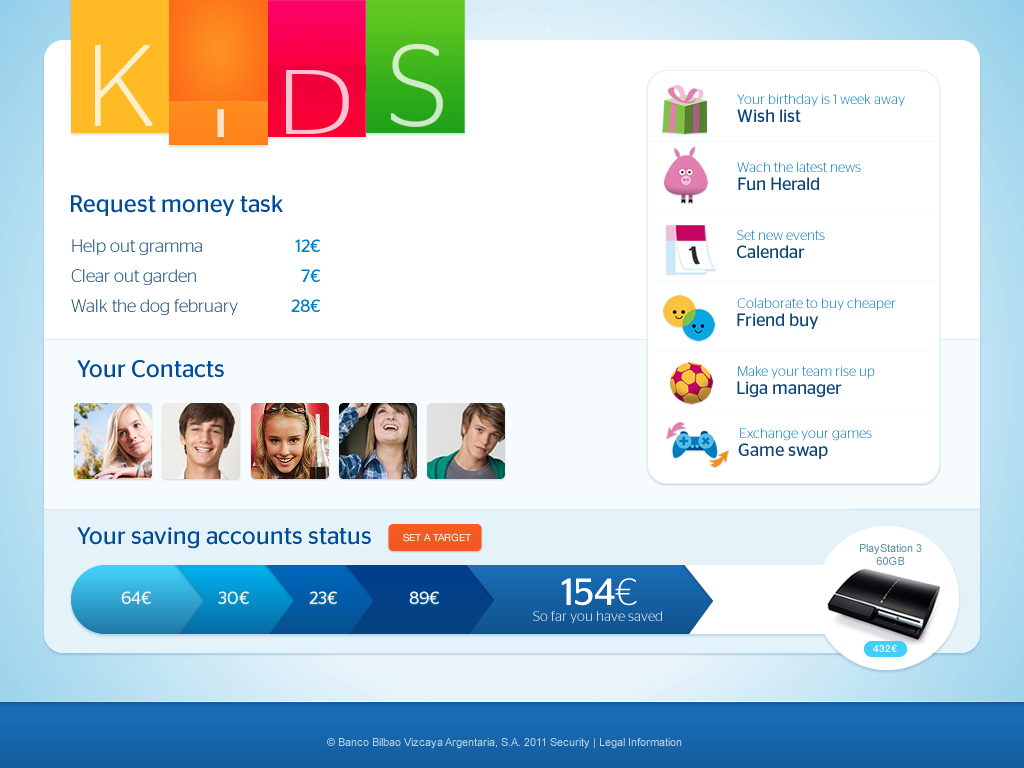 KIDS
Request money task
Help out gramma 12€
Clear out garden 7€
Walk the dog february 28€
Your birthday is 1 week away
Wish list
Wach the latest news
Fun Herald
1
Set new events
Calendar
Colaborate to buy cheaper
Friend buy
Make your team rise up
Liga manager
Exchange your games
Game swap
Your Contacts
Your saving accounts status
SET A TARGET
64€ 30€ 23€ 89€
154€
So far you have saved
PlayStation 3
60GB
432€
© Banco Bilbao Vizcaya Argentaria, S.A. 2011 Security | Legal Information